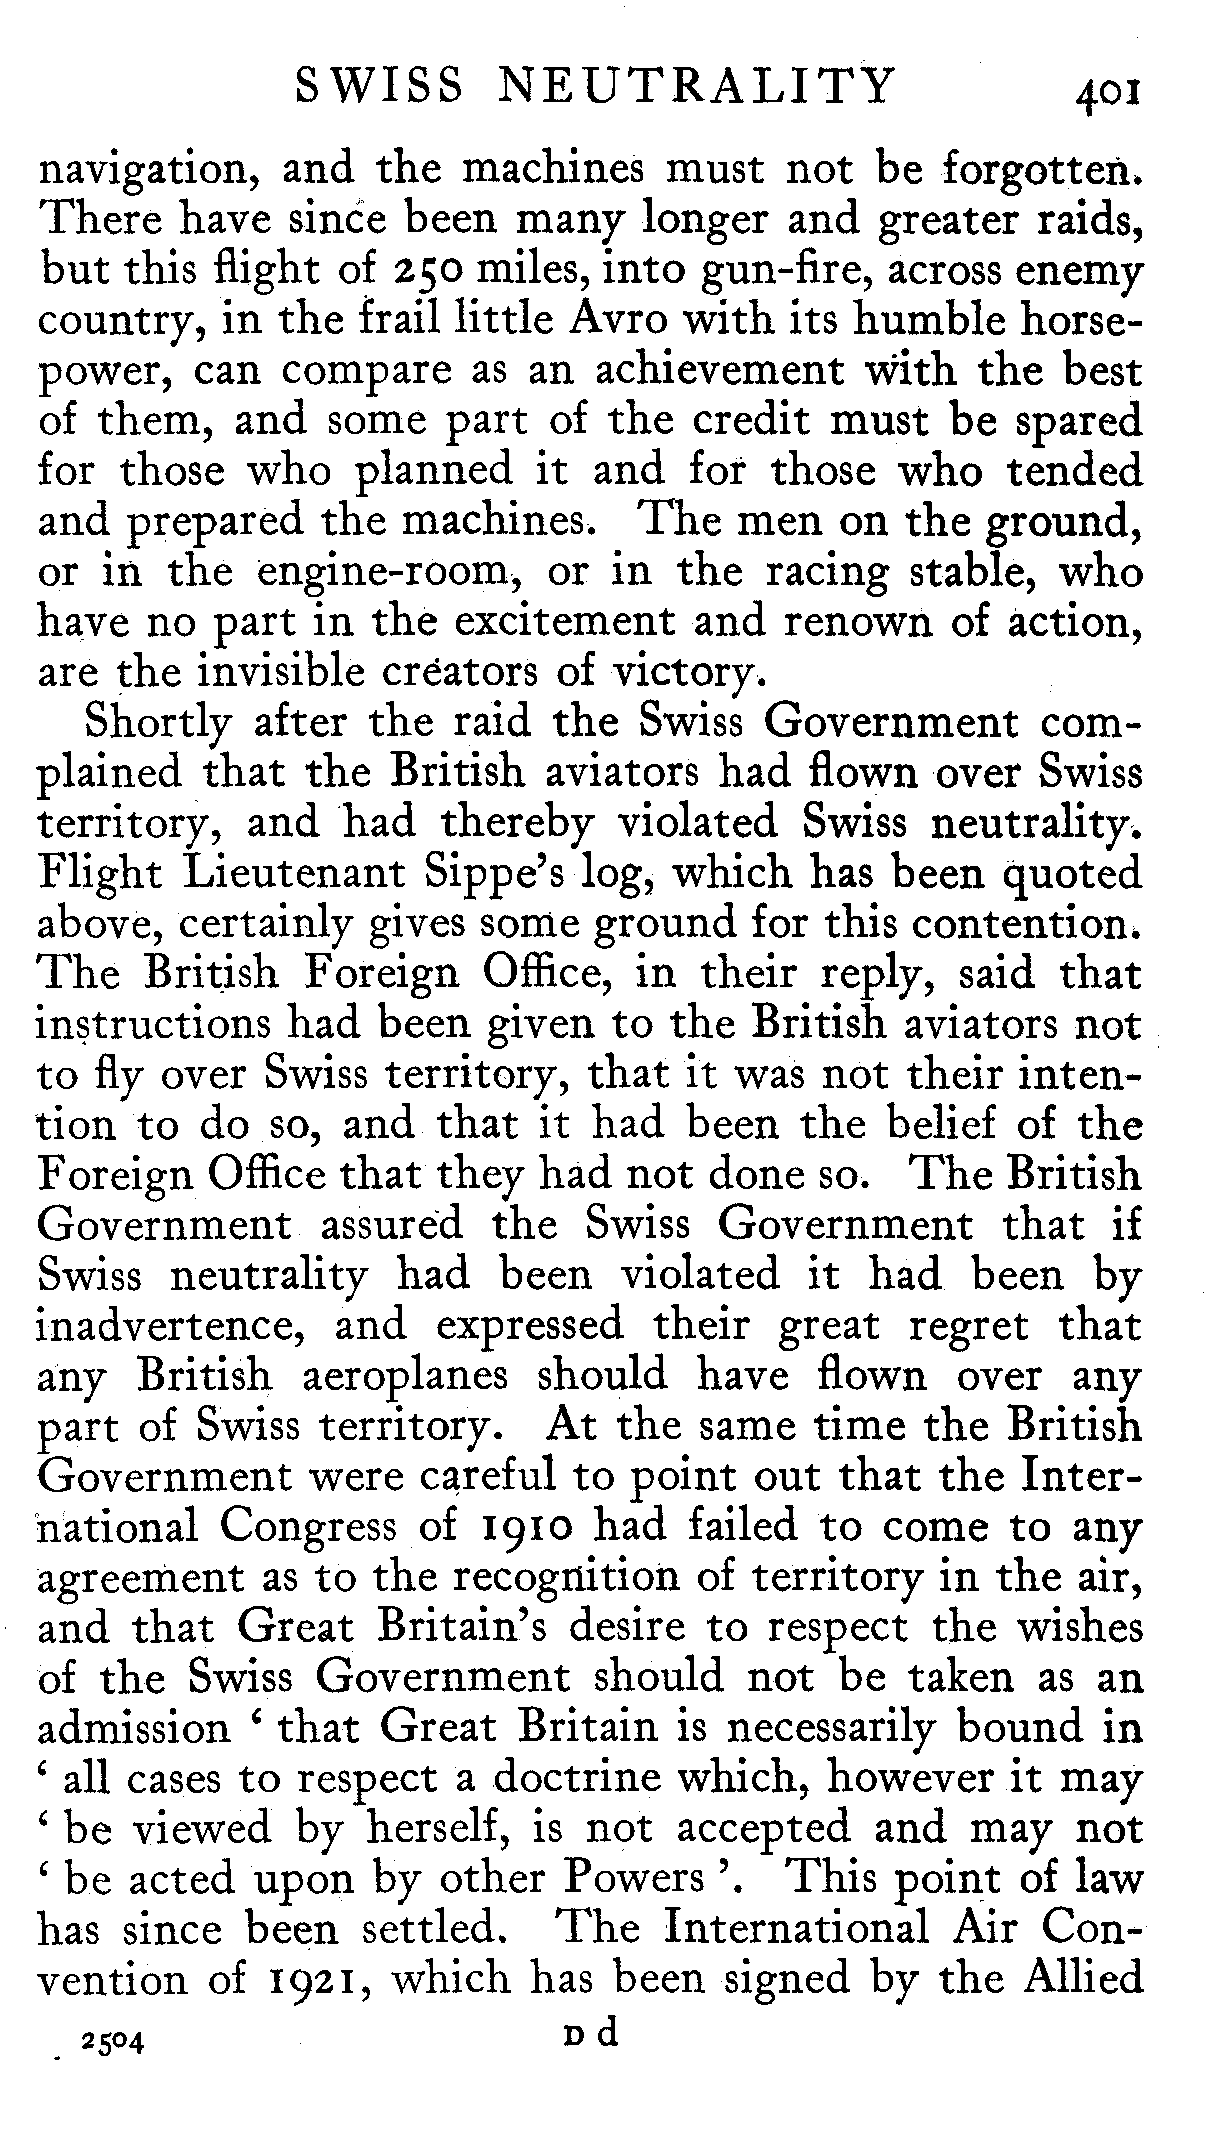 SWISS NEUTRALITY 401
navigation, and the machines must not be forgotten.
There have since been many longer and greater raids,
but this flight of 250 miles, into gun-fire, across enemy
country, in the frail little Avro with its humble horse-
power, can compare as an achievement with the best
of them, and some part of the credit must be spared
for those who planned it and for those who tended
and prepared the machines. The men on the ground,
or in the engine-room, or in the racing stable, who
have no part in the excitement and renown of action,
are the invisible creators of victory.
Shortly after the raid the Swiss Government com-
plained that the British aviators had flown over Swiss
territory, and had thereby violated Swiss neutrality.
Flight Lieutenant Sippe's log, which has been quoted
above, certainly gives some ground for this contention.
The British Foreign Office, in their reply, said that
instructions had been given to the British aviators not
to fly over Swiss territory, that it was not their inten-
tion to do so, and that it had been the belief of the
Foreign Office that they had not done so. The British
Government assured the Swiss Government that if
Swiss neutrality had been violated it had been by
inadvertence, and expressed their great regret that
any British aeroplanes should have flown over any
part of Swiss territory. At the same time the British
Government were careful to point out that the Inter-
national Congress of 1910 had failed to come to any
agreement as to the recognition of territory in the air,
and that Great Britain's desire to respect the wishes
of the Swiss Government should not be taken as an
admission ‘ that Great Britain is necessarily bound in
‘ all cases to respect a doctrine which, however it may
‘ be viewed by herself, is not accepted and may not
‘ be acted upon by other Powers ’. This point of law
has since been settled. The International Air Con-
vention of 1921, which has been signed by the Allied
2504 D d